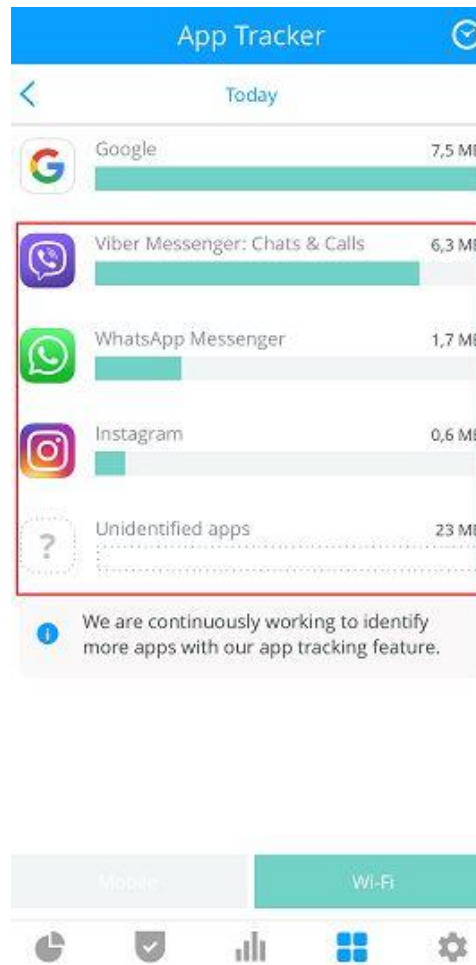 App Tracker
Today
Google 7,5 MB
Viber Messenger: Chats & Calls 6,3 MB
WhatsApp Messenger 1,7 MB
Instagram 0,6 MB
? Unidentified apps 23 MB
We are continuously working to identify
more apps with our app tracking feature.
Mobile Wi-Fi